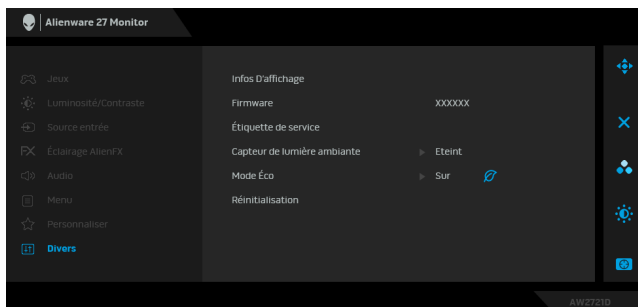 Alienware 27 Monitor
Jeux
Luminosité/Contraste
Source entrée
FX Éclairage AlienFX
Audio
Menu
Personnaliser
Divers
Infos D'affichage
Firmware XXXXXX
Étiquette de service
Capteur de lumière ambiante Eteint
Mode Éco Sur
Réinitialisation
AW2721D